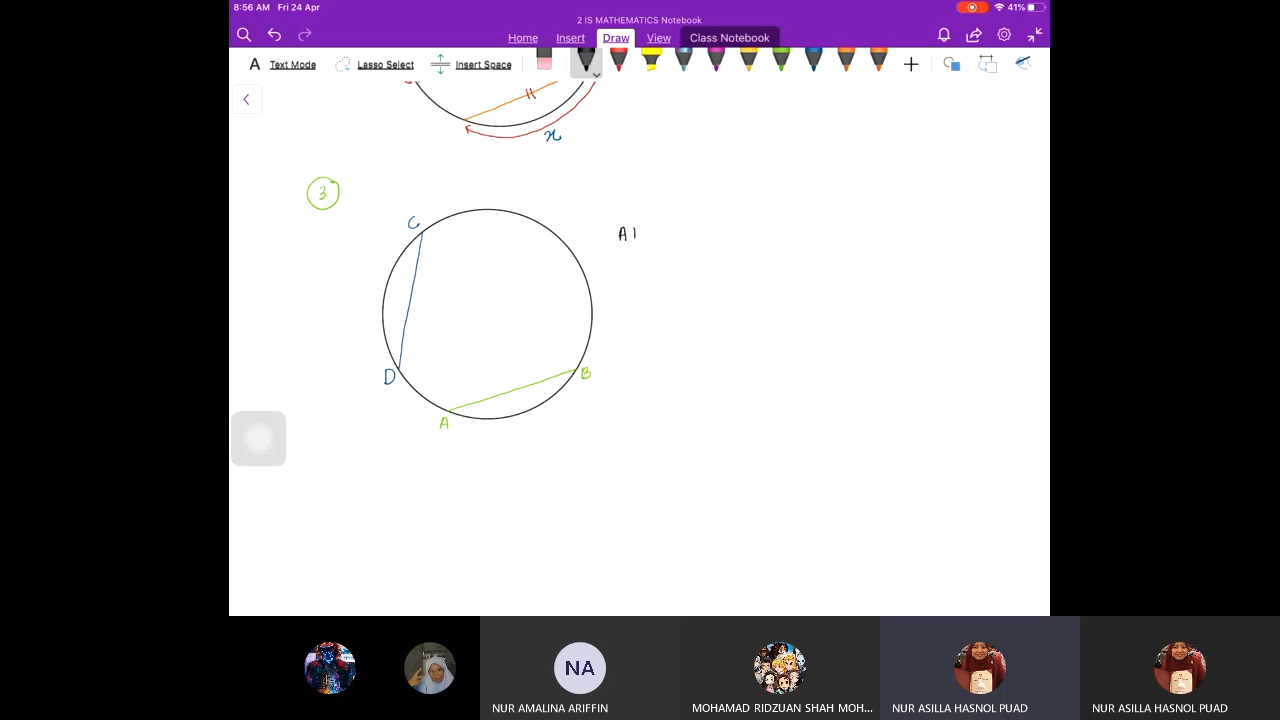 8:56 AM Fri 24 Apr
41%
2 IS MATHEMATICS Notebook
Home Insert Draw View Class Notebook
A Text Mode Lasso Select Insert Space
x
3
C
A
D
B
A
NA
NUR AMALINA ARIFFIN
MOHAMAD RIDZUAN SHAH MOH...
NUR ASILLA HASNOL PUAD
NUR ASILLA HASNOL PUAD